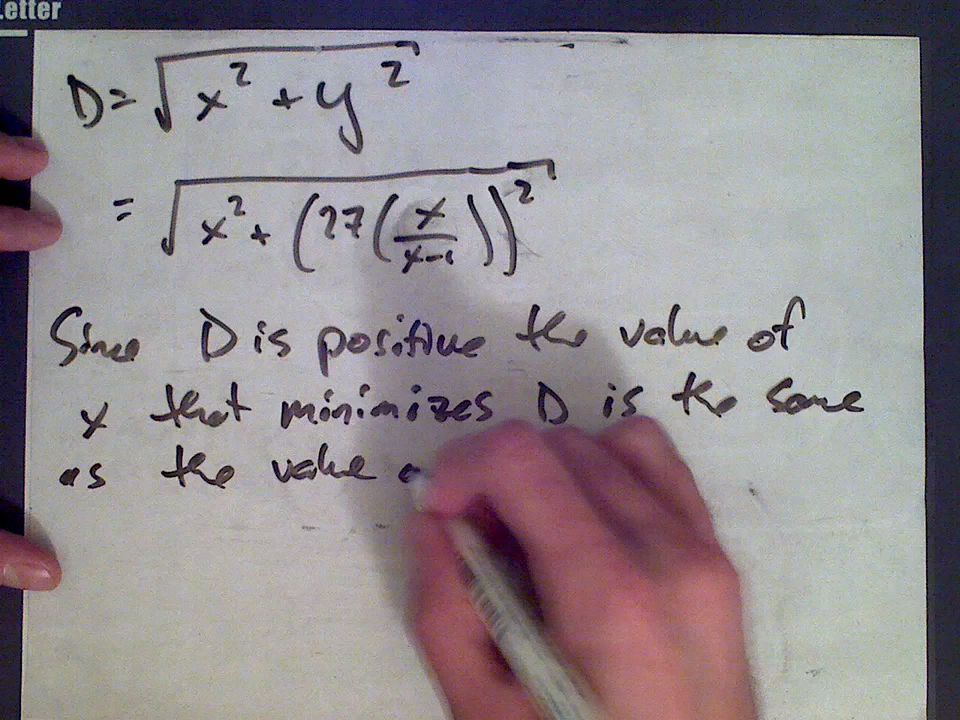 Letter
D = √(x² + y²)
= √(x² + (27(x/(x-1)))²)
Since D is positive the value of
x that minimizes D is the same
as the value